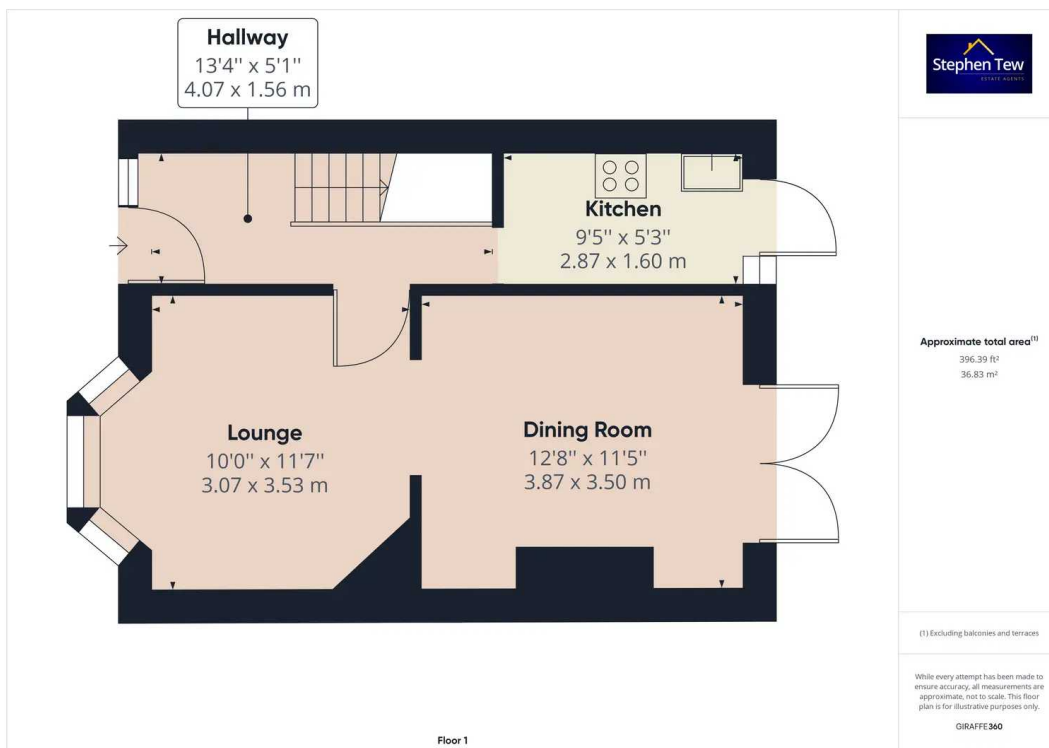 Hallway
13'4'' x 5'1''
4.07 x 1.56 m
Kitchen
9'5'' x 5'3''
2.87 x 1.60 m
Lounge
10'0'' x 11'7''
3.07 x 3.53 m
Dining Room
12'8'' x 11'5''
3.87 x 3.50 m
Floor 1
Stephen Tew
ESTATE AGENTS
Approximate total area(1)
396.39 ft²
36.83 m²
(1) Excluding balconies and terraces
While every attempt has been made to
ensure accuracy, all measurements are
approximate, not to scale. This floor
plan is for illustrative purposes only.
GIRAFFE360